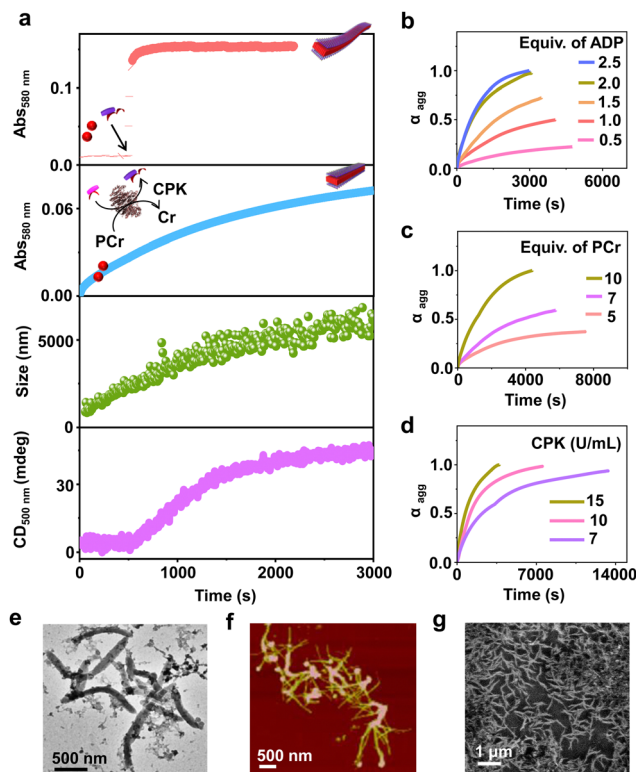 a
Abs580 nm
0.1
0.0
Abs580 nm
0.06
0.00
CPK
Cr
PCr
Size (nm)
5000
0
CD500 nm (mdeg)
30
0
0 1000 2000 3000
Time (s)
b
α agg
1.0
0.5
0.0
Equiv. of ADP
2.5
2.0
1.5
1.0
0.5
0 3000 6000
Time (s)
c
α agg
1.0
0.5
0.0
Equiv. of PCr
10
7
5
0 4000 8000
Time (s)
d
α agg
1.0
0.5
0.0
CPK (U/mL)
15
10
7
0 7000 14000
Time (s)
e
500 nm
f
500 nm
g
1 µm